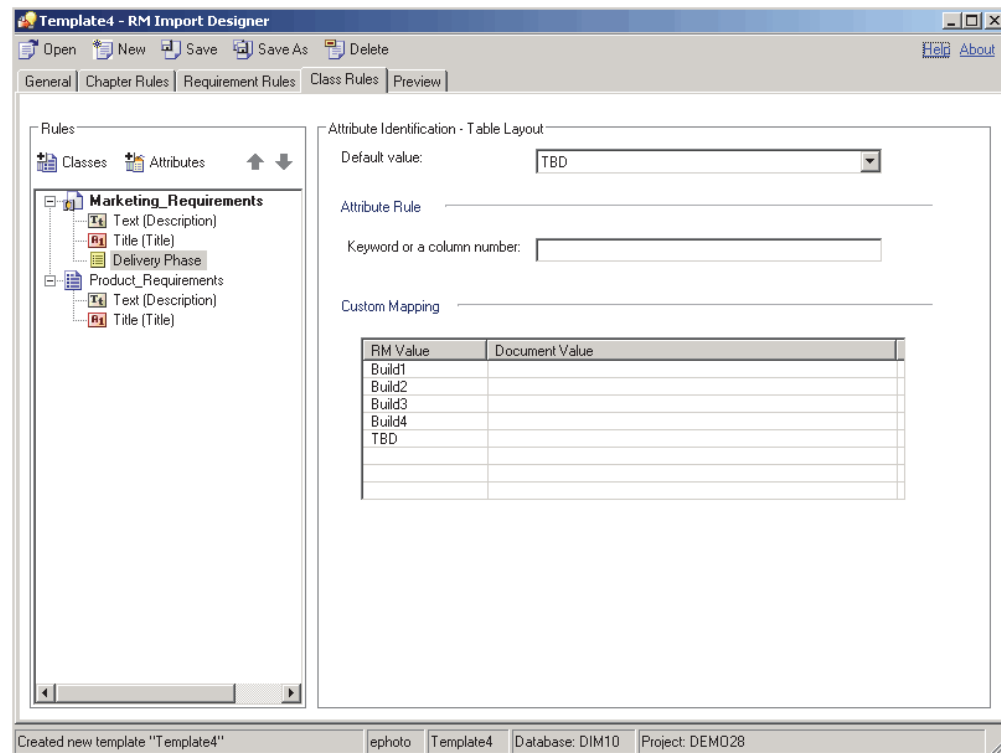 Template4 - RM Import Designer
Open New Save Save As Delete Help About
General Chapter Rules Requirement Rules Class Rules Preview
Rules
Classes Attributes
Marketing_Requirements
Text (Description)
Title (Title)
Delivery Phase
Product_Requirements
Text (Description)
Title (Title)
Attribute Identification - Table Layout
Default value: TBD
Attribute Rule
Keyword or a column number:
Custom Mapping
RM Value Document Value
Build1
Build2
Build3
Build4
TBD
Created new template "Template4" ephoto Template4 Database: DIM10 Project: DEMO28